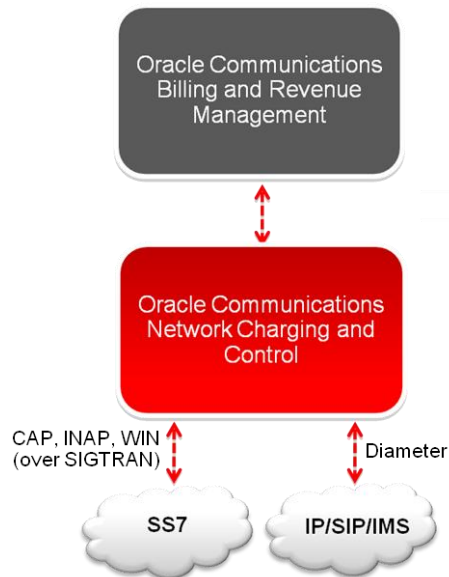 Oracle Communications
Billing and Revenue
Management
Oracle Communications
Network Charging and
Control
CAP, INAP, WIN
(over SIGTRAN)
Diameter
SS7
IP/SIP/IMS